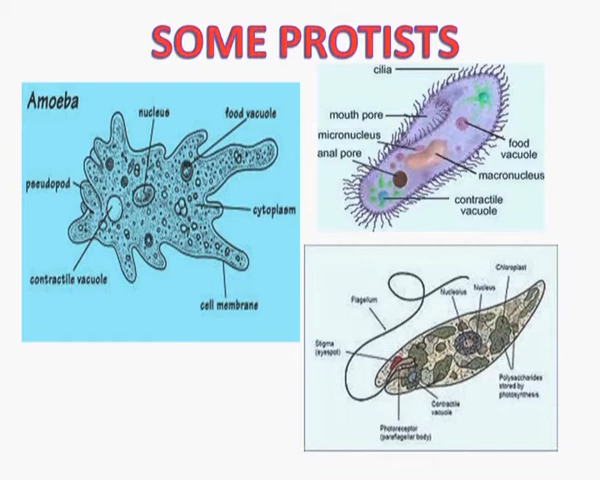 SOME PROTISTS
Amoeba
nucleus
food vacuole
pseudopod
cytoplasm
contractile vacuole
cell membrane
cilia
mouth pore
micronucleus
anal pore
food
vacuole
macronucleus
contractile
vacuole
Chloroplast
Nucleolus
Nucleus
Flagellum
Stigma
(eyespot)
Polysaccharides
stored by
photosynthesis.
Contractile
vacuole
Photoreceptor
(paraflagellar body)